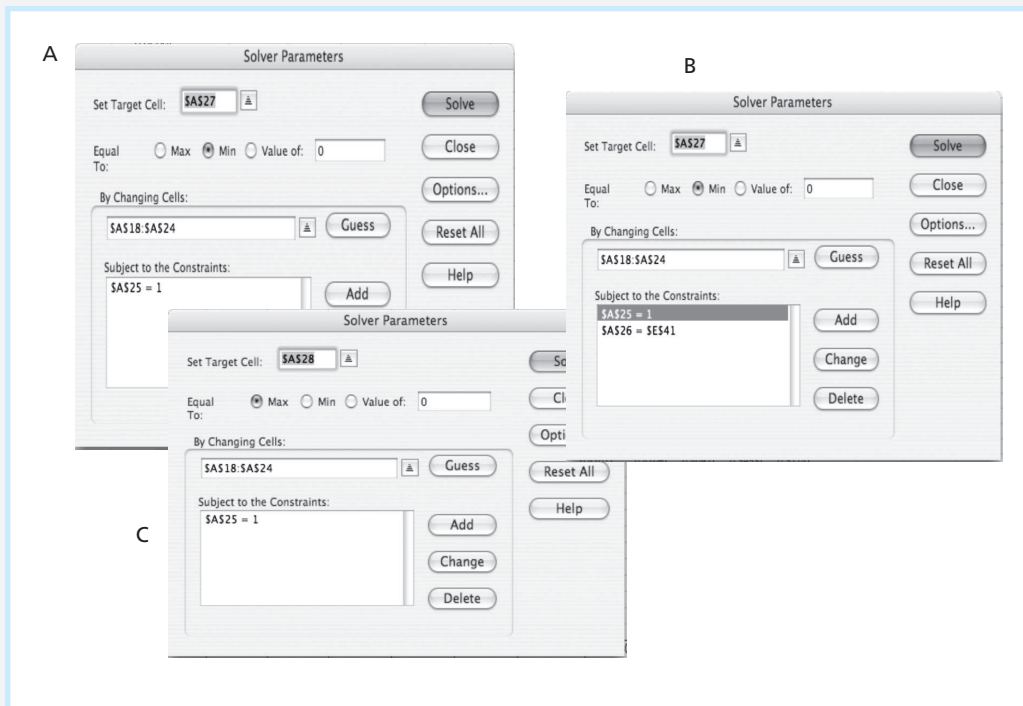 A
Solver Parameters
Set Target Cell: $A$27
Solve
Equal To: Max Min Value of: 0
Close
By Changing Cells:
Options...
$A$18:$A$24 Guess
Reset All
Subject to the Constraints:
Help
$A$25 = 1
Add
B
Solver Parameters
Set Target Cell: $A$27
Solve
Equal To: Max Min Value of: 0
Close
By Changing Cells:
Options...
$A$18:$A$24 Guess
Reset All
Subject to the Constraints:
Help
$A$25 = 1
Add
$A$26 = $E$41
Change
Delete
C
Solver Parameters
Set Target Cell: $A$28
So
Equal To: Max Min Value of: 0
Cl
By Changing Cells:
Opti
$A$18:$A$24 Guess
Reset All
Subject to the Constraints:
Help
$A$25 = 1
Add
Change
Delete